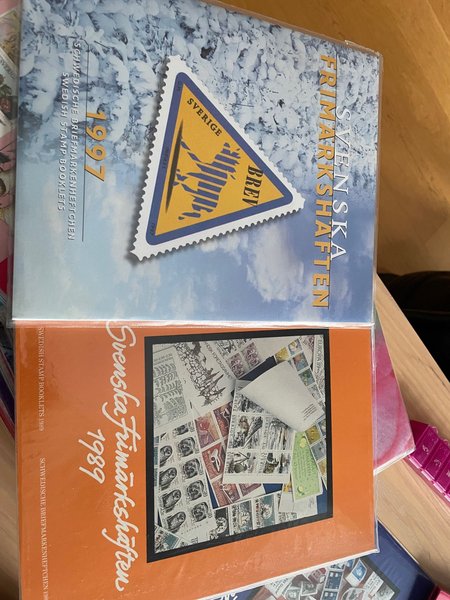 SVENSKA
FRIMÄRKSHÄFTEN
SVERIGE
BREV
1997
SWEDISH STAMP BOOKLETS
SCHWEDISCHE BRIEFMARKENHEFTCHEN
Svenska frimärkshäften
1989
SWEDISH STAMP BOOKLETS 1989
SCHWEDISCHE BRIEFMARKENHEFTCHEN